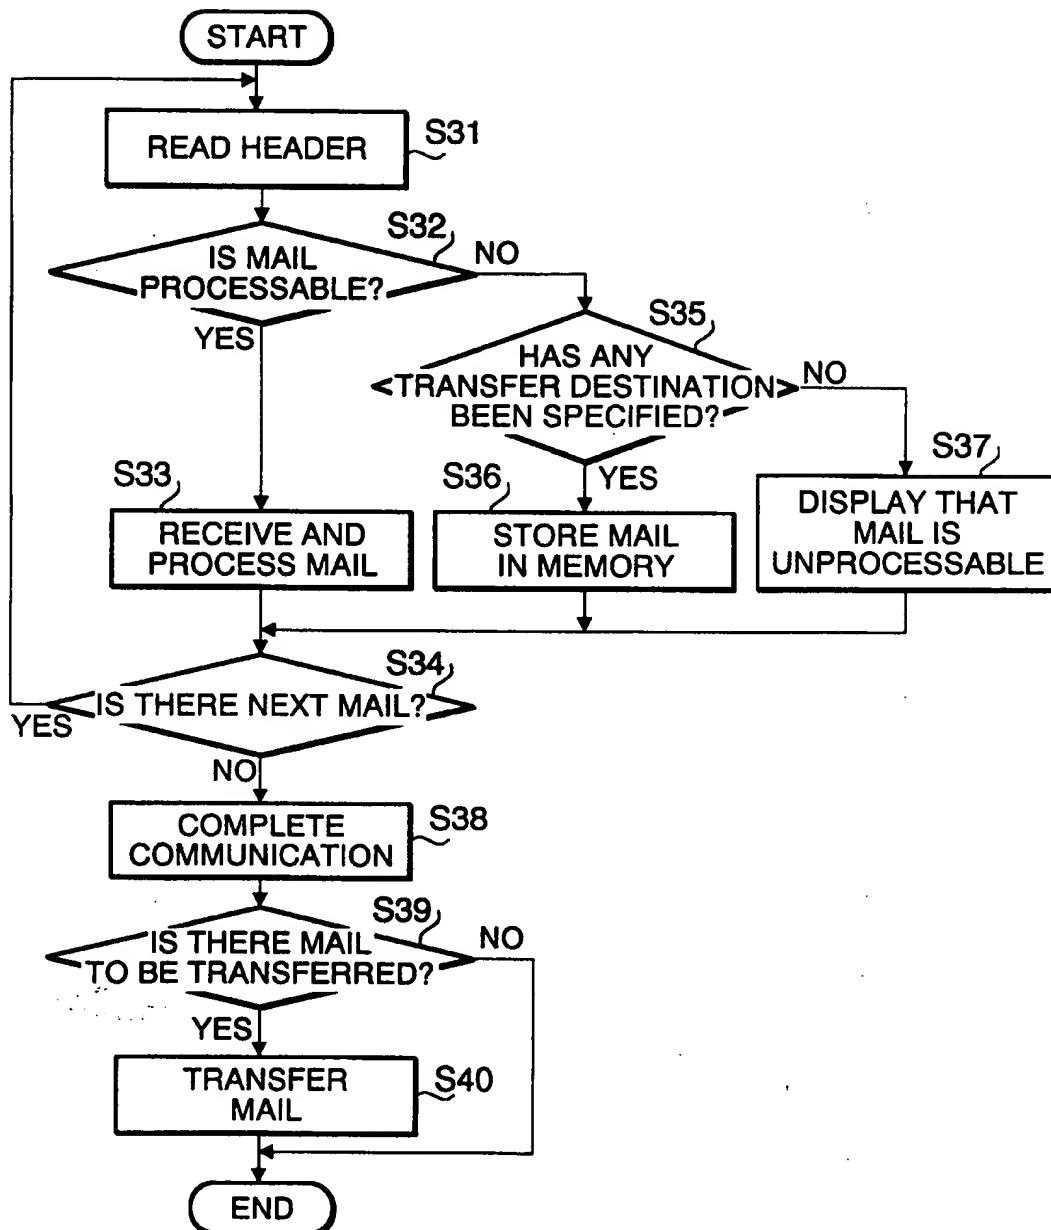 START
READ HEADER
S31
IS MAIL
PROCESSABLE?
S32
NO
YES
HAS ANY
TRANSFER DESTINATION
BEEN SPECIFIED?
S35
NO
YES
S33
RECEIVE AND
PROCESS MAIL
S36
STORE MAIL
IN MEMORY
S37
DISPLAY THAT
MAIL IS
UNPROCESSABLE
S34
IS THERE NEXT MAIL?
YES
NO
COMPLETE
COMMUNICATION
S38
S39
IS THERE MAIL
TO BE TRANSFERRED?
NO
YES
TRANSFER
MAIL
S40
END